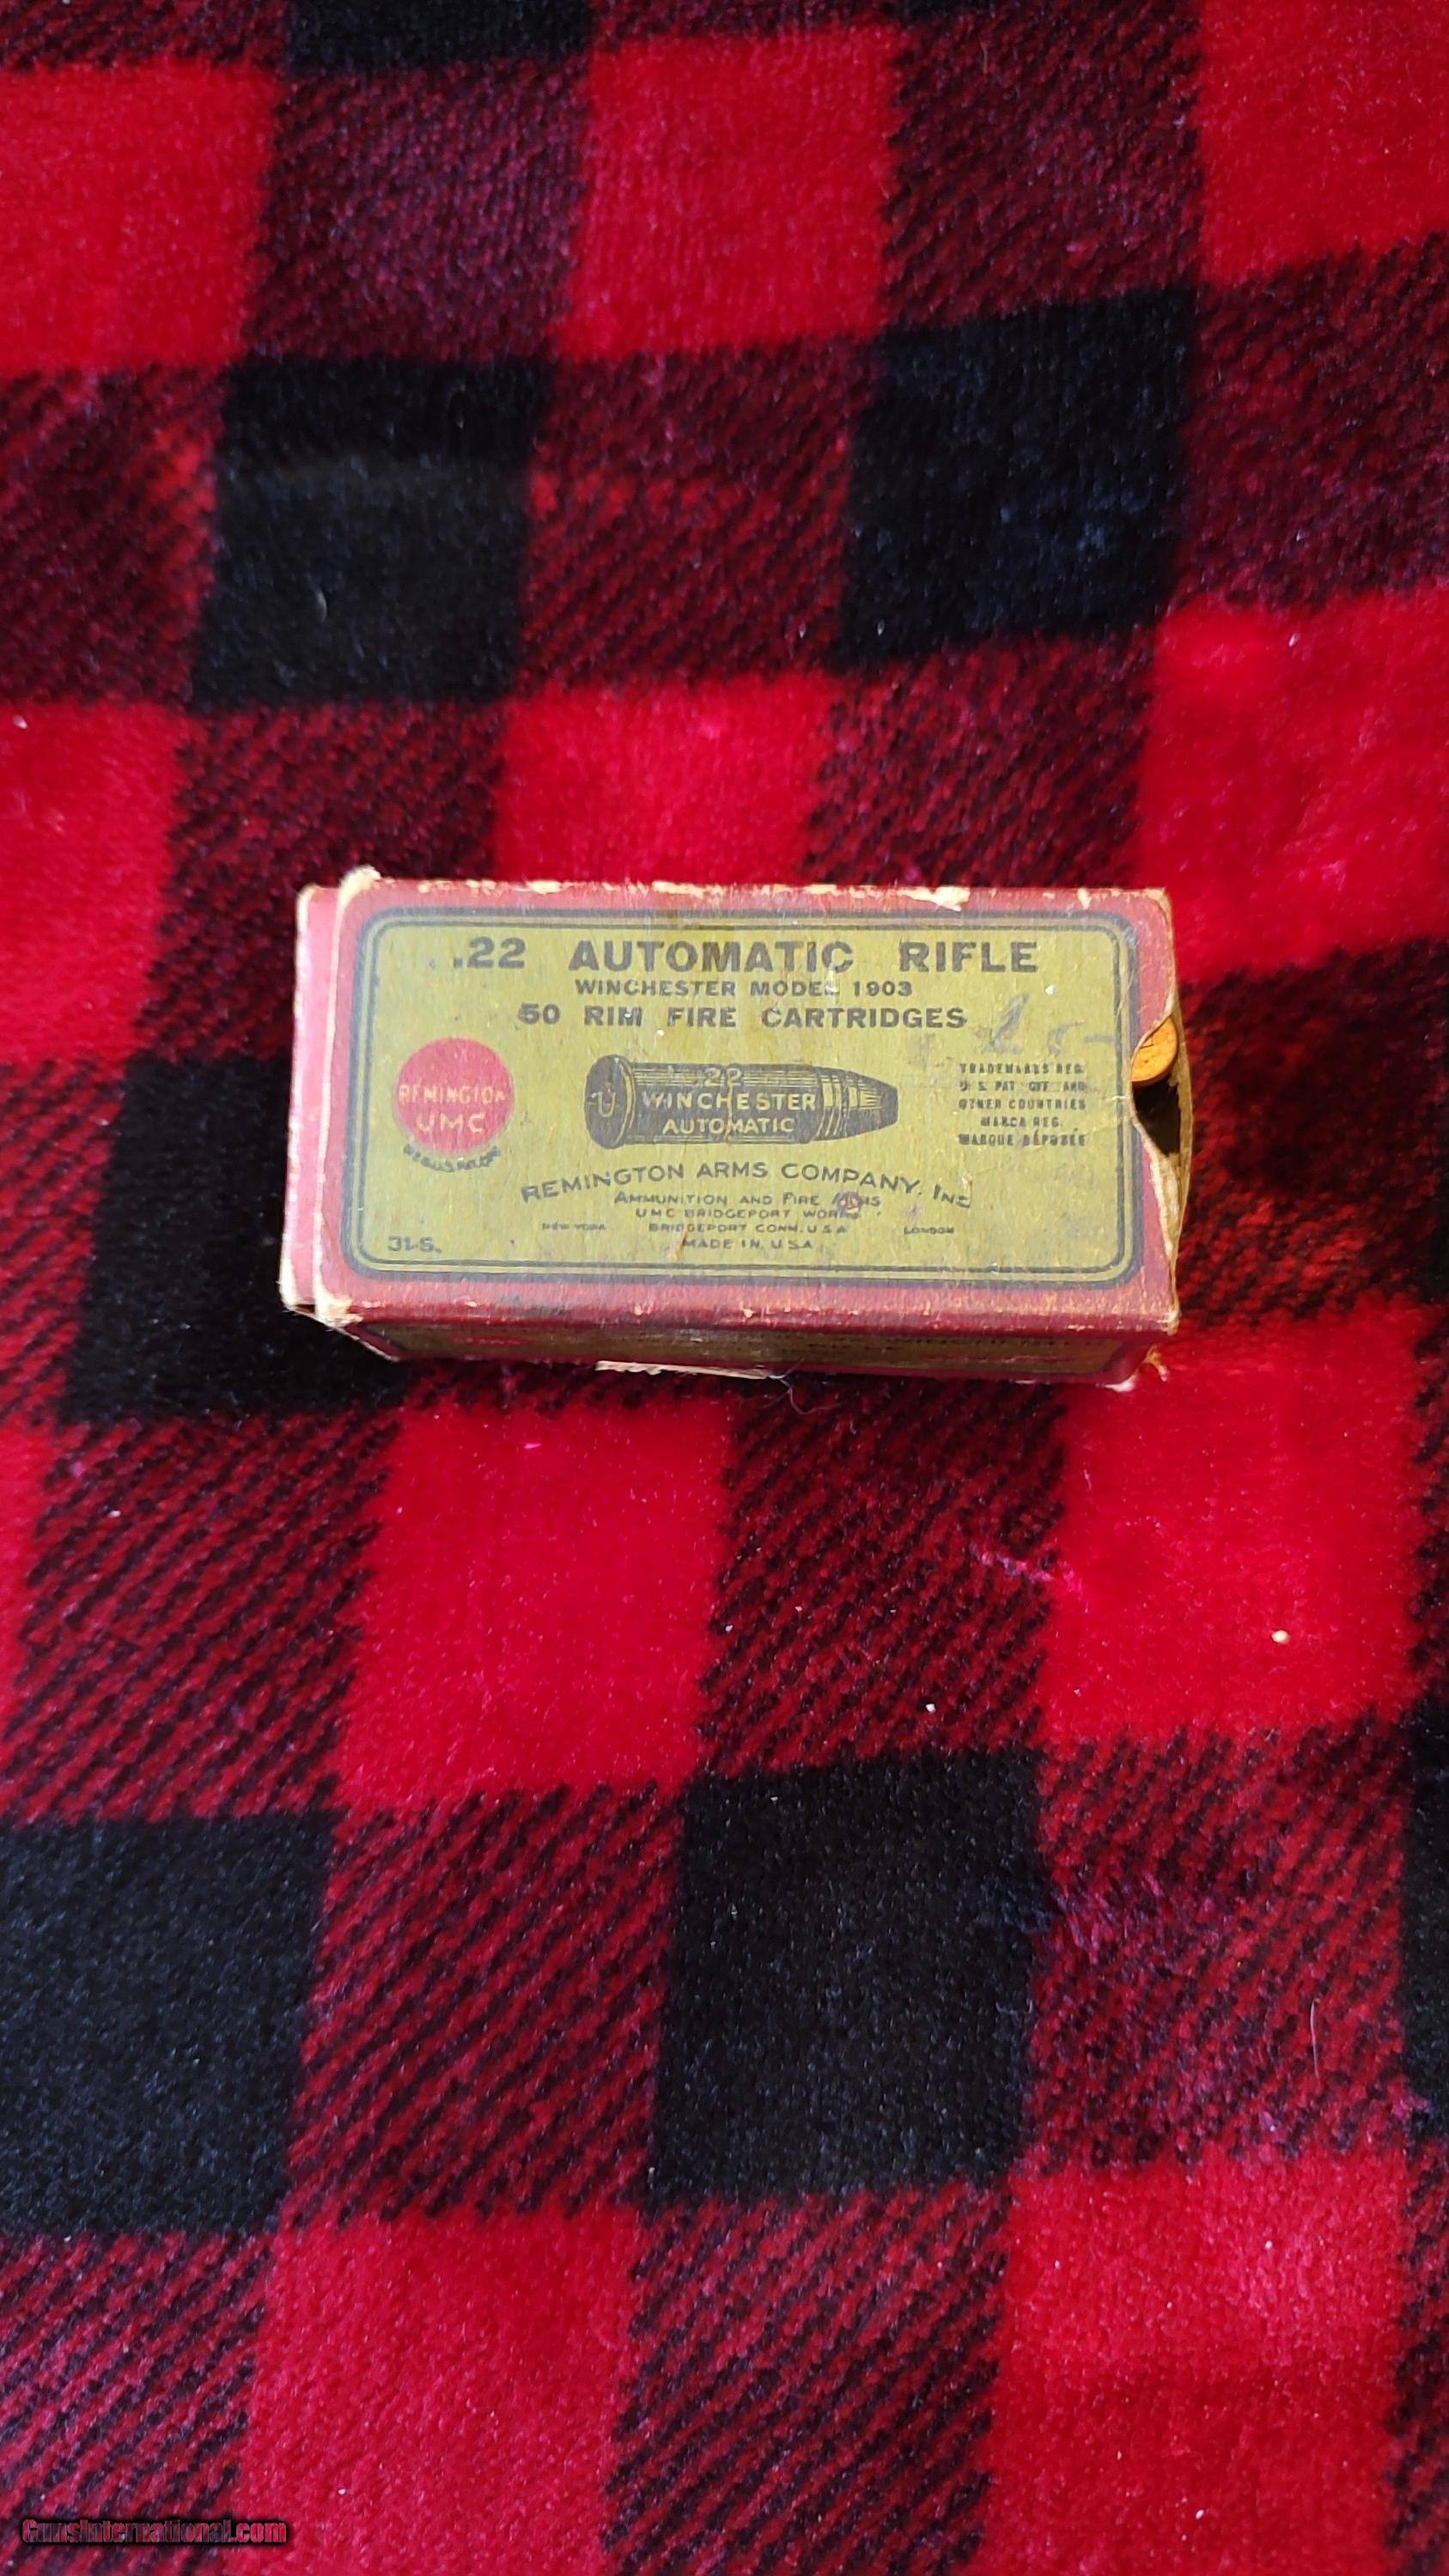 .22 AUTOMATIC RIFLE
WINCHESTER MODEL 1903
50 RIM FIRE CARTRIDGES
REMINGTON
UMC
U
.22
WINCHESTER
AUTOMATIC
TRADEMARKS REG.
U. S. PAT. OFF. AND
OTHER COUNTRIES
MARCA REG.
MARQUE DÉPOSÉE
REMINGTON ARMS COMPANY, INC
AMMUNITION AND FIRE ARMS
UMC BRIDGEPORT WORKS
NEW YORK BRIDGEPORT CONN. U.S.A. LONDON
MADE IN U.S.A.
31-S.
GunsInternational.com